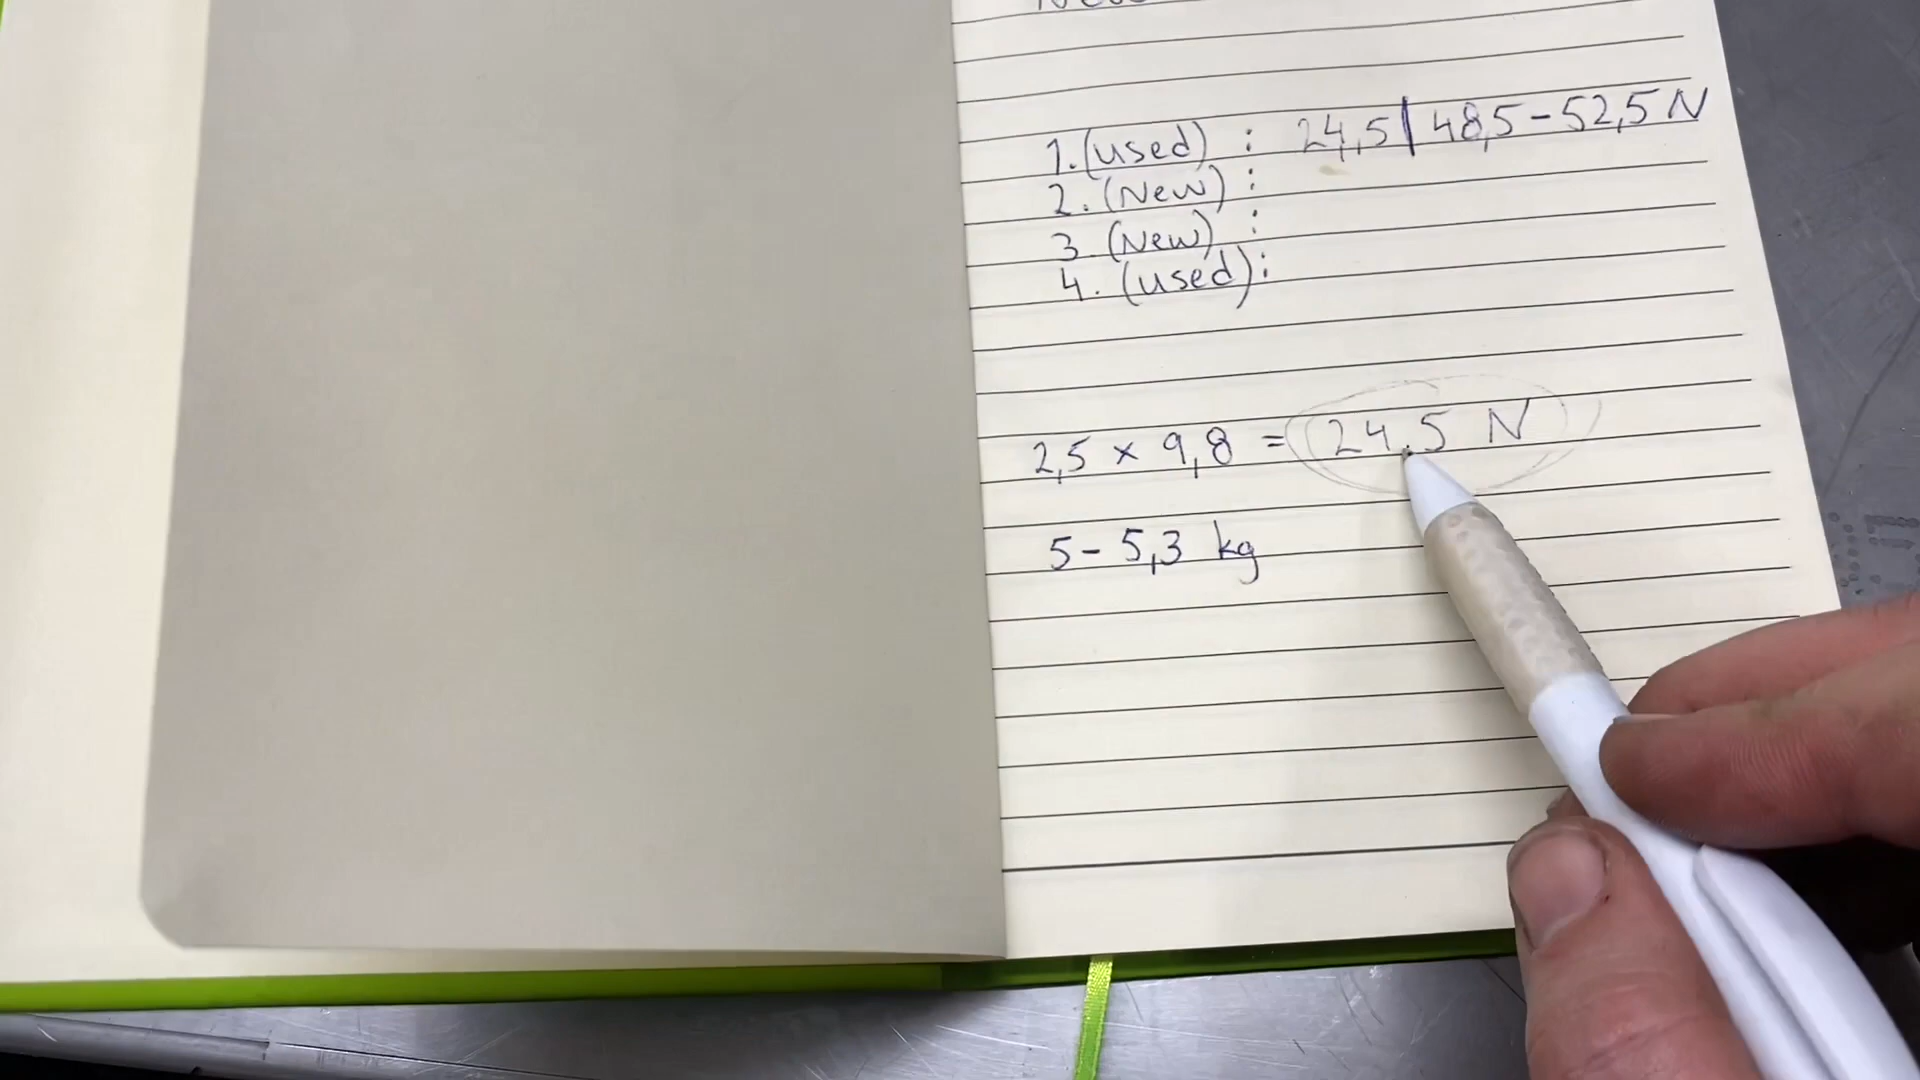 1. (used) : 24,5 | 48,5 - 52,5 N
2. (New) :
3. (New) :
4. (used) :
2,5 x 9,8 = 24.5 N
5 - 5,3 kg